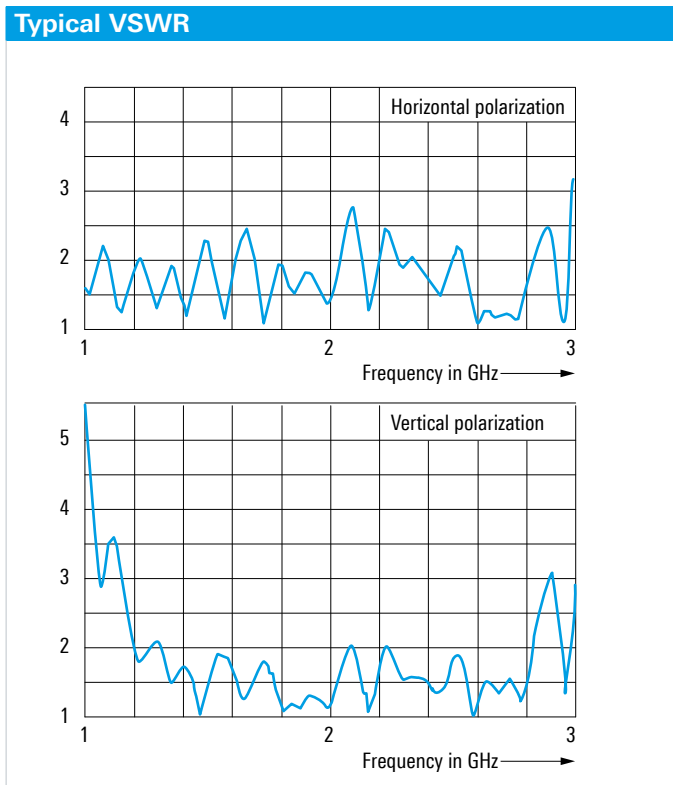 Typical VSWR
Horizontal polarization
4
3
2
1
1 2 3
Frequency in GHz
Vertical polarization
5
4
3
2
1
1 2 3
Frequency in GHz